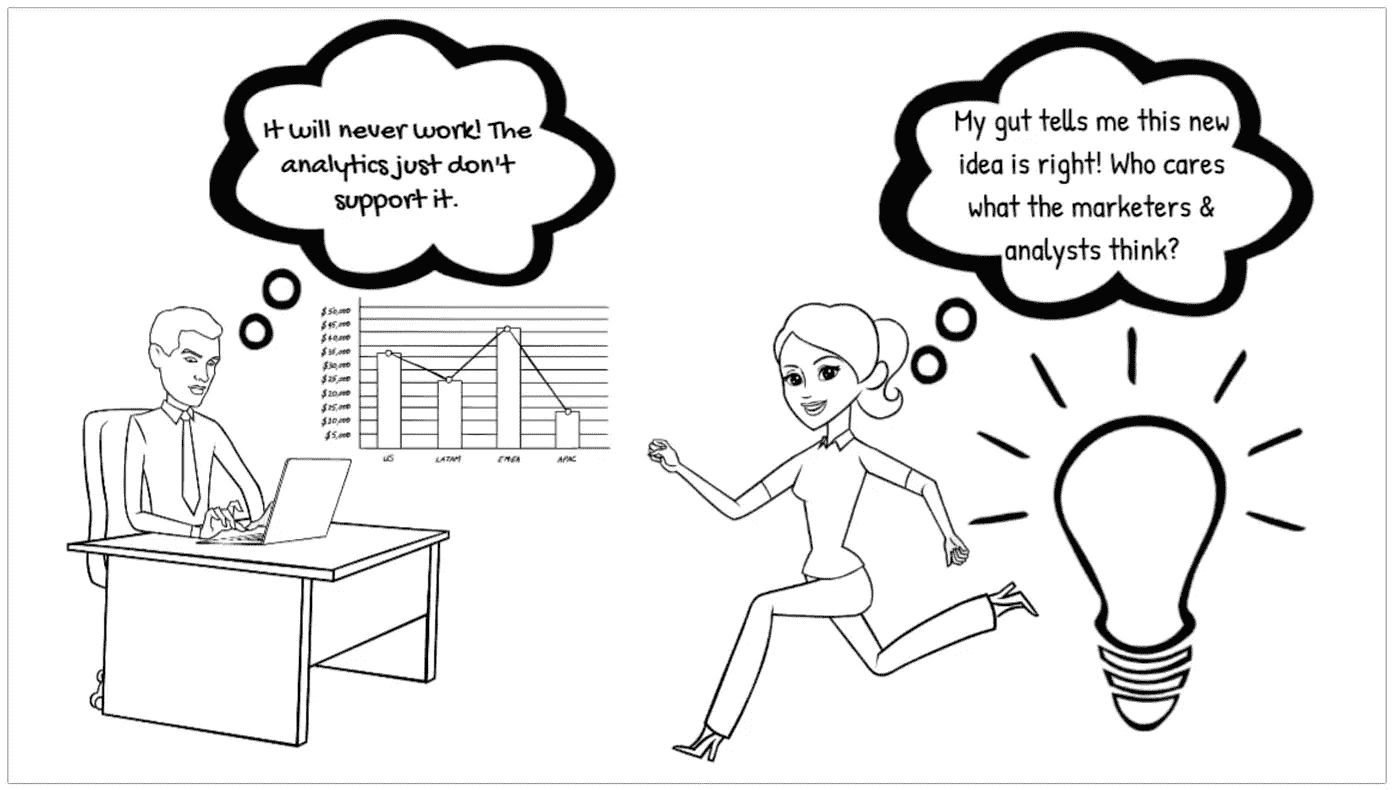 It will never work! The
analytics just don't
support it.
My gut tells me this new
idea is right! Who cares
what the marketers &
analysts think?
$50,000
$45,000
$40,000
$35,000
$30,000
$25,000
$20,000
$25,000
$10,000
$5,000
US
LATAM
EMEA
APAC